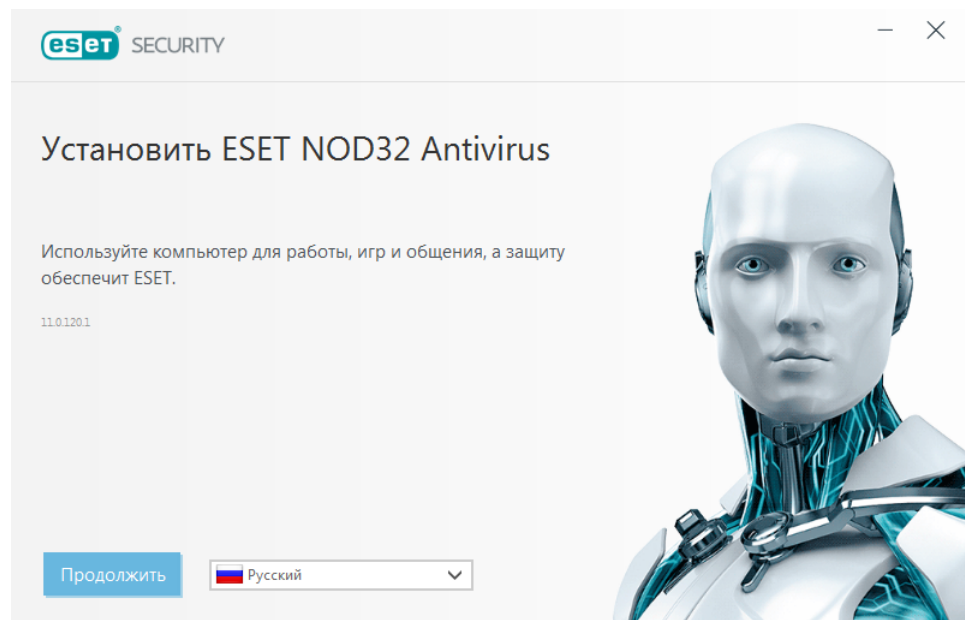 eset® SECURITY
Установить ESET NOD32 Antivirus
Используйте компьютер для работы, игр и общения, а защиту
обеспечит ESET.
11.0.120.1
Продолжить
Русский